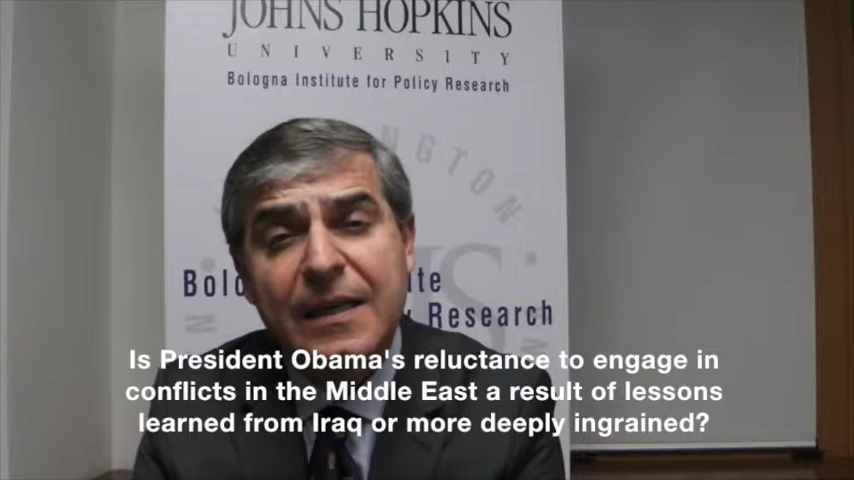 JOHNS HOPKINS
UNIVERSITY
Bologna Institute for Policy Research
NGTON
Research
Is President Obama's reluctance to engage in
conflicts in the Middle East a result of lessons
learned from Iraq or more deeply ingrained?